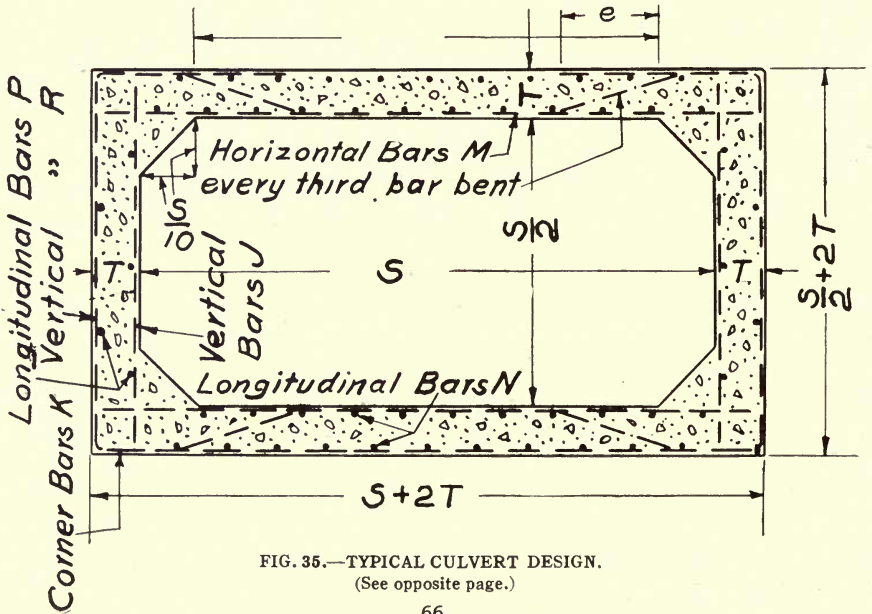 e
T
Horizontal Bars M
every third bar bent
S/10
S/2
S
T
T
S/2+2T
Vertical
Bars J
Longitudinal Bars N
Longitudinal Bars P
Vertical " R
Corner Bars K
S+2T
FIG. 35.—TYPICAL CULVERT DESIGN.
(See opposite page.)
66